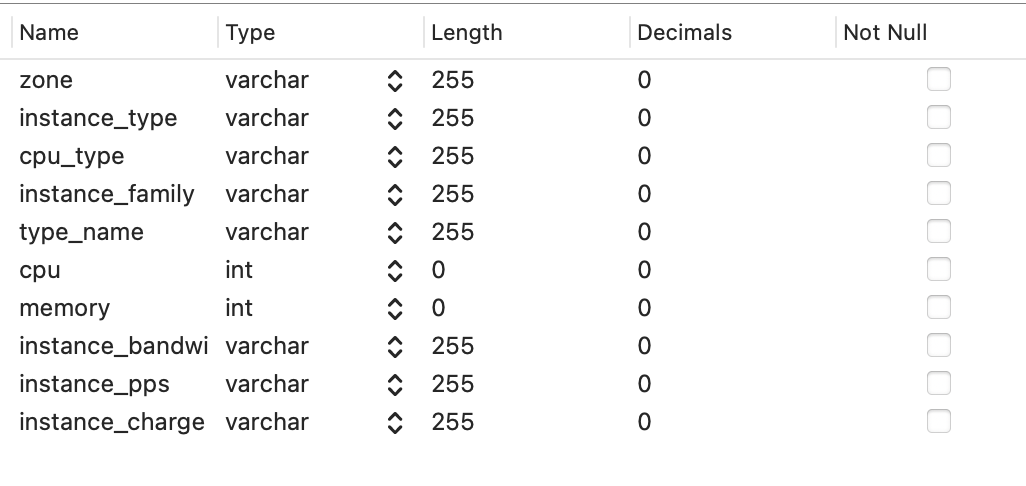 Name Type Length Decimals Not Null
zone varchar 255 0
instance_type varchar 255 0
cpu_type varchar 255 0
instance_family varchar 255 0
type_name varchar 255 0
cpu int 0 0
memory int 0 0
instance_bandwi varchar 255 0
instance_pps varchar 255 0
instance_charge varchar 255 0